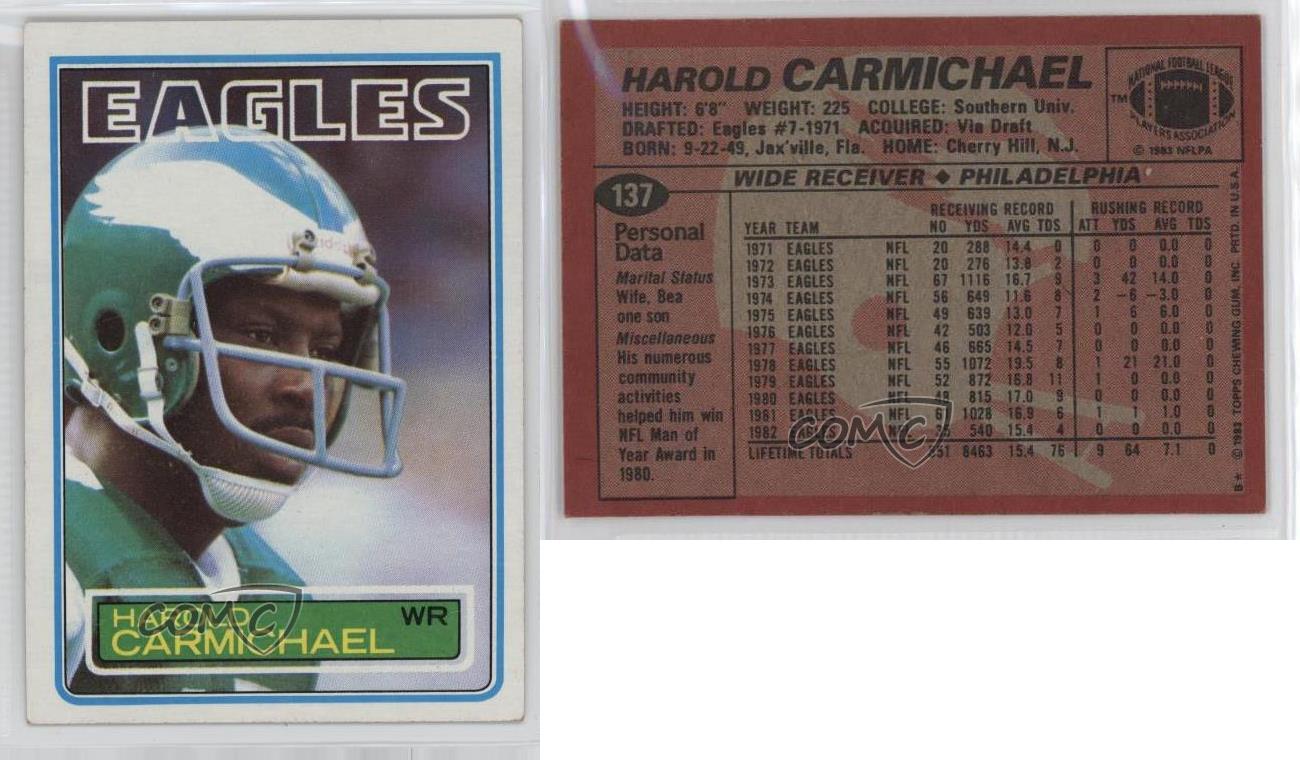 EAGLES
HAROLD
CARMICHAEL
WR
COMC
HAROLD CARMICHAEL
HEIGHT: 6'8" WEIGHT: 225 COLLEGE: Southern Univ.
DRAFTED: Eagles #7-1971 ACQUIRED: Via Draft
BORN: 9-22-49, Jax'ville, Fla. HOME: Cherry Hill, N.J.
NATIONAL FOOTBALL LEAGUE
TM
PLAYERS ASSOCIATION
© 1983 NFLPA
137
WIDE RECEIVER ◆ PHILADELPHIA
Personal
Data
Marital Status
Wife, Bea
one son
Miscellaneous
His numerous
community
activities
helped him win
NFL Man of
Year Award in
1980.
RECEIVING RECORD RUSHING RECORD
YEAR TEAM NO YDS AVG TDS ATT YDS AVG TDS
1971 EAGLES NFL 20 288 14.4 0 0 0 0.0 0
1972 EAGLES NFL 20 276 13.8 2 0 0 0.0 0
1973 EAGLES NFL 67 1116 16.7 9 3 42 14.0 0
1974 EAGLES NFL 56 649 11.6 8 2 -6 -3.0 0
1975 EAGLES NFL 49 639 13.0 7 1 6 6.0 0
1976 EAGLES NFL 42 503 12.0 5 0 0 0.0 0
1977 EAGLES NFL 46 665 14.5 7 0 0 0.0 0
1978 EAGLES NFL 55 1072 19.5 8 1 21 21.0 0
1979 EAGLES NFL 52 872 16.8 11 1 0 0.0 0
1980 EAGLES NFL 48 815 17.0 9 0 0 0.0 0
1981 EAGLES NFL 61 1028 16.9 6 1 1 1.0 0
1982 EAGLES NFL 35 540 15.4 4 0 0 0.0 0
LIFETIME TOTALS 551 8463 15.4 76 9 64 7.1 0
COMC
B* © 1983 TOPPS CHEWING GUM, INC. PRTD. IN U.S.A.